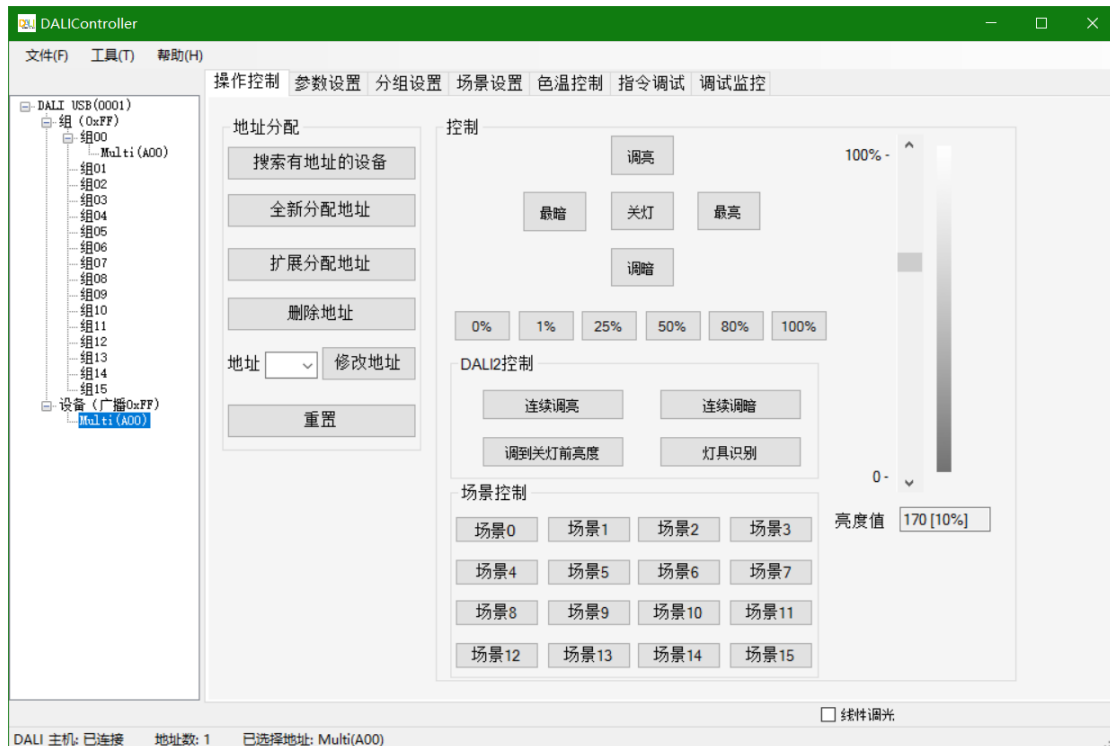 DALIController
文件(F) 工具(T) 帮助(H)
操作控制 参数设置 分组设置 场景设置 色温控制 指令调试 调试监控
DALI USB(0001)
组 (0xFF)
组00
Multi(A00)
组01
组02
组03
组04
组05
组06
组07
组08
组09
组10
组11
组12
组13
组14
组15
设备 (广播0xFF)
Multi(A00)
地址分配
搜索有地址的设备
全新分配地址
扩展分配地址
删除地址
地址 修改地址
重置
控制
调亮
最暗 关灯 最亮
调暗
0% 1% 25% 50% 80% 100%
DALI2控制
连续调亮 连续调暗
调到关灯前亮度 灯具识别
场景控制
场景0 场景1 场景2 场景3
场景4 场景5 场景6 场景7
场景8 场景9 场景10 场景11
场景12 场景13 场景14 场景15
100% -
0 -
亮度值 170 [10%]
线性调光
DALI 主机: 已连接 地址数: 1 已选择地址: Multi(A00)